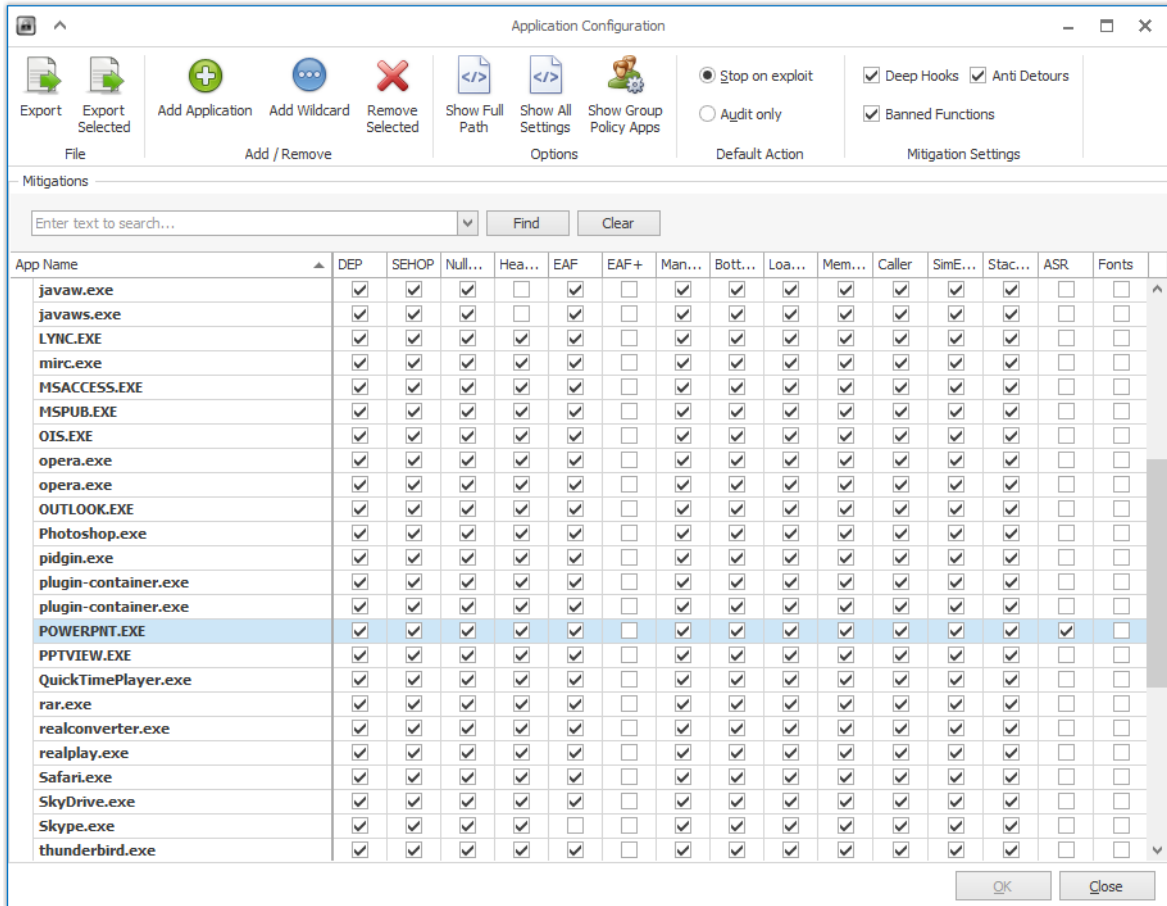 Application Configuration
Export
Export Selected
Add Application
Add Wildcard
Remove Selected
Show Full Path
Show All Settings
Show Group Policy Apps
Stop on exploit
Audit only
Deep Hooks
Anti Detours
Banned Functions
File
Add / Remove
Options
Default Action
Mitigation Settings
Mitigations
Enter text to search...
Find
Clear
App Name DEP SEHOP Null... Hea... EAF EAF+ Man... Bott... Loa... Mem... Caller SimE... Stac... ASR Fonts
javaw.exe
javaws.exe
LYNC.EXE
mirc.exe
MSACCESS.EXE
MSPUB.EXE
OIS.EXE
opera.exe
opera.exe
OUTLOOK.EXE
Photoshop.exe
pidgin.exe
plugin-container.exe
plugin-container.exe
POWERPNT.EXE
PPTVIEW.EXE
QuickTimePlayer.exe
rar.exe
realconverter.exe
realplay.exe
Safari.exe
SkyDrive.exe
Skype.exe
thunderbird.exe
OK
Close